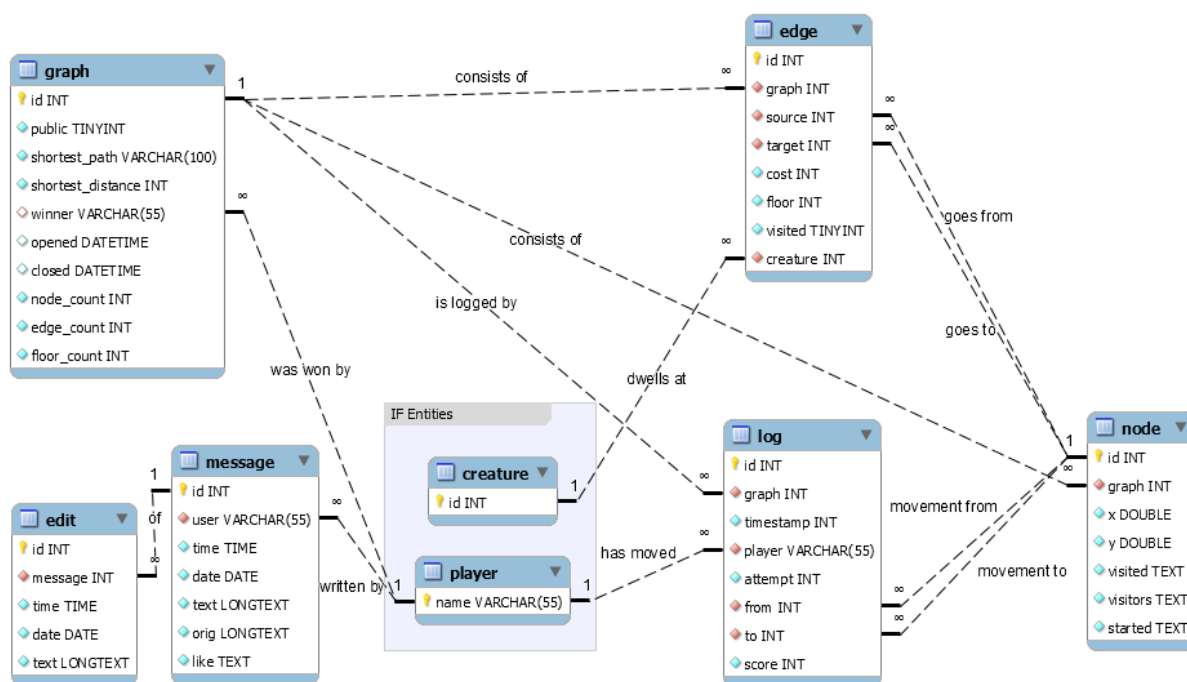 graph
id INT
public TINYINT
shortest_path VARCHAR(100)
shortest_distance INT
winner VARCHAR(55)
opened DATETIME
closed DATETIME
node_count INT
edge_count INT
floor_count INT
edge
id INT
graph INT
source INT
target INT
cost INT
floor INT
visited TINYINT
creature INT
1
consists of
∞
∞
∞
∞
goes from
consists of
∞
is logged by
goes to
was won by
dwells at
IF Entities
creature
id INT
1
player
name VARCHAR(55)
1
1
has moved
message
id INT
user VARCHAR(55)
time TIME
date DATE
text LONGTEXT
orig LONGTEXT
like TEXT
1
of
∞
∞
written by
edit
id INT
message INT
time TIME
date DATE
text LONGTEXT
log
id INT
graph INT
timestamp INT
player VARCHAR(55)
attempt INT
from INT
to INT
score INT
∞
∞
movement from
movement to
∞
∞
1
∞
node
id INT
graph INT
x DOUBLE
y DOUBLE
visited TEXT
visitors TEXT
started TEXT